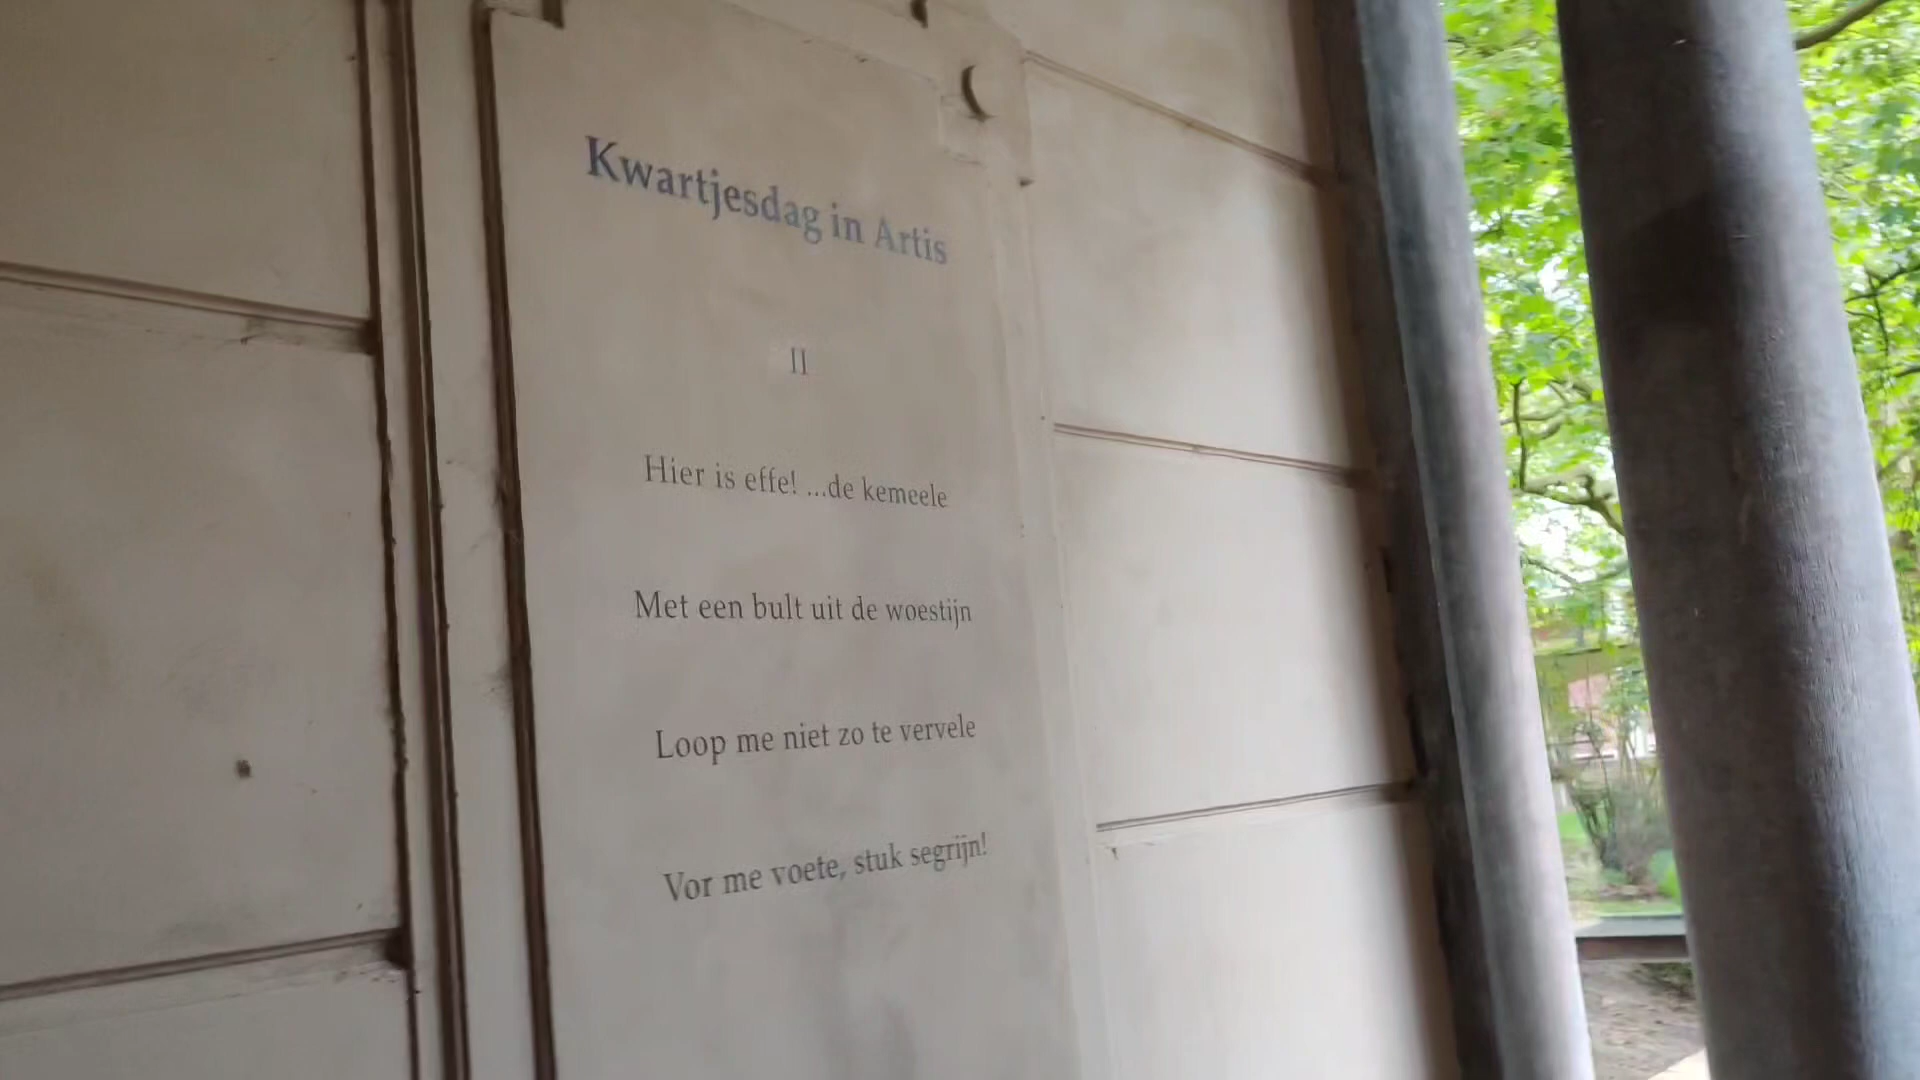 Kwartjesdag in Artis
II
Hier is effe! ...de kemeele
Met een bult uit de woestijn
Loop me niet zo te vervele
Vor me voete, stuk segrijn!